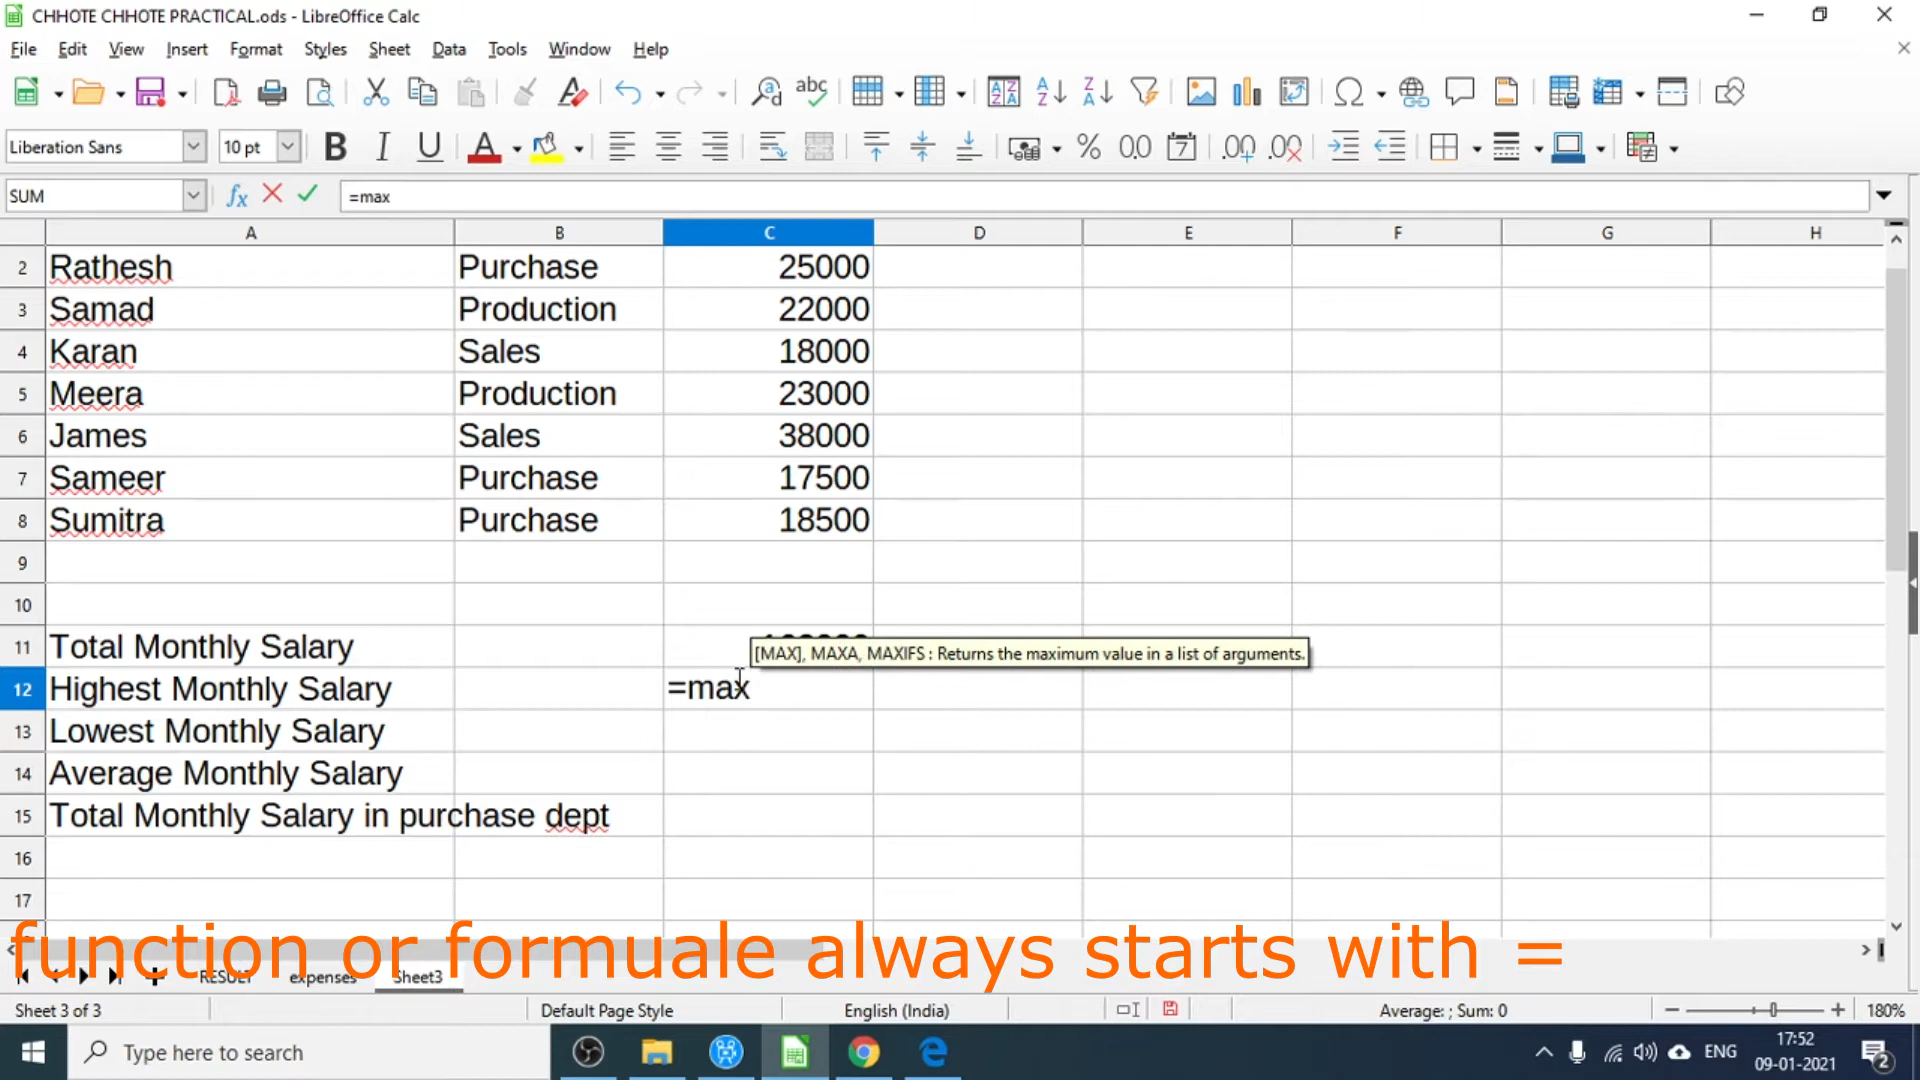 CHHOTE CHHOTE PRACTICAL.ods - LibreOffice Calc
File Edit View Insert Format Styles Sheet Data Tools Window Help
Liberation Sans 10 pt
SUM =max
A B C D E F G H
2 Rathesh Purchase 25000
3 Samad Production 22000
4 Karan Sales 18000
5 Meera Production 23000
6 James Sales 38000
7 Sameer Purchase 17500
8 Sumitra Purchase 18500
9
10
11 Total Monthly Salary
[MAX], MAXA, MAXIFS : Returns the maximum value in a list of arguments.
12 Highest Monthly Salary =max
13 Lowest Monthly Salary
14 Average Monthly Salary
15 Total Monthly Salary in purchase dept
16
17
function or formuale always starts with =
RESULT expenses Sheet3
Sheet 3 of 3 Default Page Style English (India) Average: ; Sum: 0 180%
Type here to search ENG 17:52
09-01-2021 2